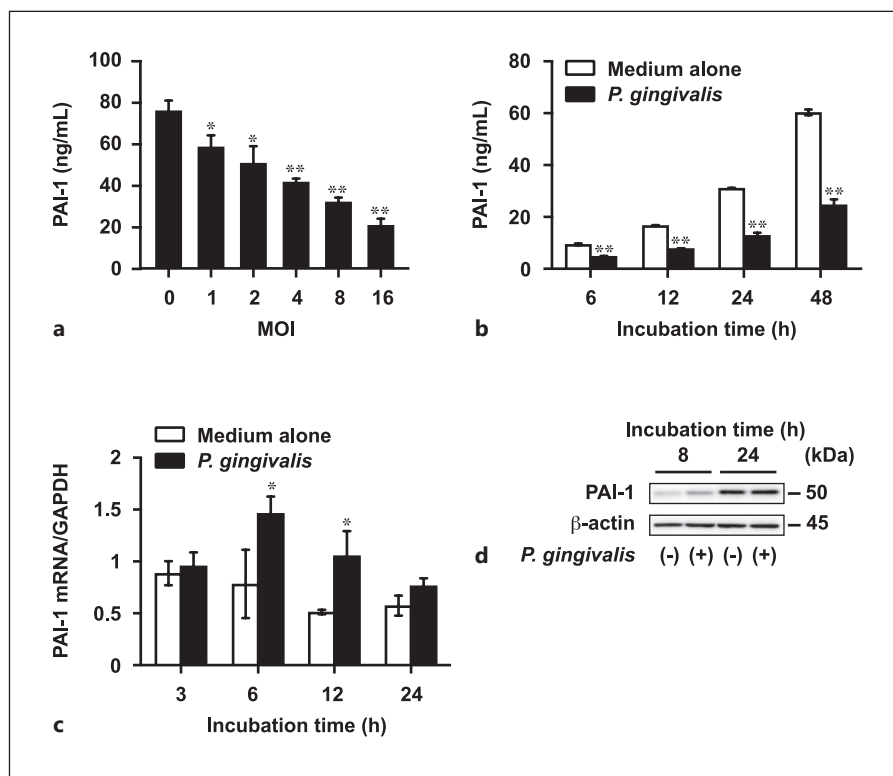 100
80
60
40
20
0
PAI-1 (ng/mL)
* * ** ** **
0 1 2 4 8 16
MOI
a
80
60
40
20
0
PAI-1 (ng/mL)
Medium alone
P. gingivalis
** ** ** **
6 12 24 48
Incubation time (h)
b
Medium alone
P. gingivalis
2
1.5
1
0.5
0
PAI-1 mRNA/GAPDH
* *
3 6 12 24
Incubation time (h)
c
Incubation time (h)
8 24 (kDa)
PAI-1 50
β-actin 45
P. gingivalis (-) (+) (-) (+)
d